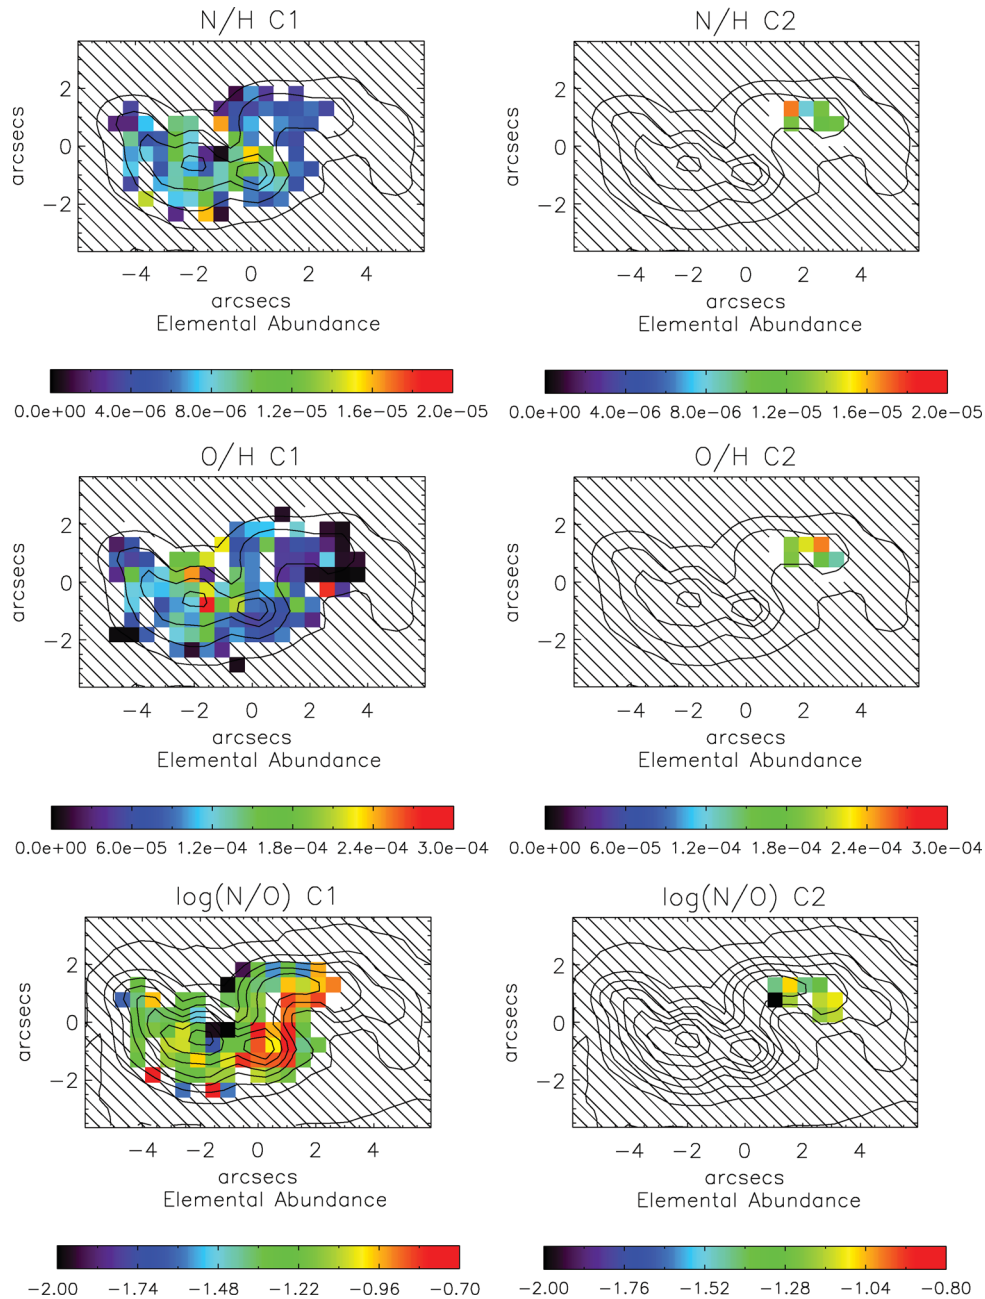 N/H C1 N/H C2
arcsecs 2 0 −2 arcsecs 2 0 −2
−4 −2 0 2 4 −4 −2 0 2 4
arcsecs arcsecs
Elemental Abundance Elemental Abundance
0.0e+00 4.0e−06 8.0e−06 1.2e−05 1.6e−05 2.0e−05 0.0e+00 4.0e−06 8.0e−06 1.2e−05 1.6e−05 2.0e−05
O/H C1 O/H C2
arcsecs 2 0 −2 arcsecs 2 0 −2
−4 −2 0 2 4 −4 −2 0 2 4
arcsecs arcsecs
Elemental Abundance Elemental Abundance
0.0e+00 6.0e−05 1.2e−04 1.8e−04 2.4e−04 3.0e−04 0.0e+00 6.0e−05 1.2e−04 1.8e−04 2.4e−04 3.0e−04
log(N/O) C1 log(N/O) C2
arcsecs 2 0 −2 arcsecs 2 0 −2
−4 −2 0 2 4 −4 −2 0 2 4
arcsecs arcsecs
Elemental Abundance Elemental Abundance
−2.00 −1.74 −1.48 −1.22 −0.96 −0.70 −2.00 −1.76 −1.52 −1.28 −1.04 −0.80